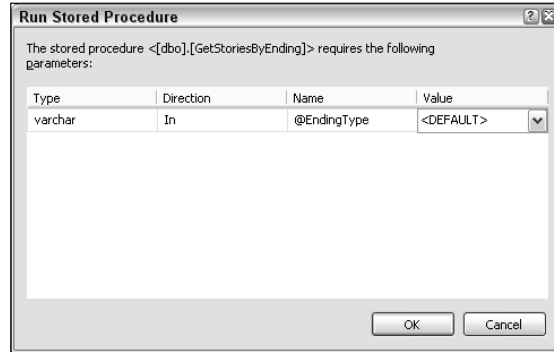 Run Stored Procedure
The stored procedure <[dbo].[GetStoriesByEnding]> requires the following
parameters:
Type Direction Name Value
varchar In @EndingType <DEFAULT>
OK Cancel